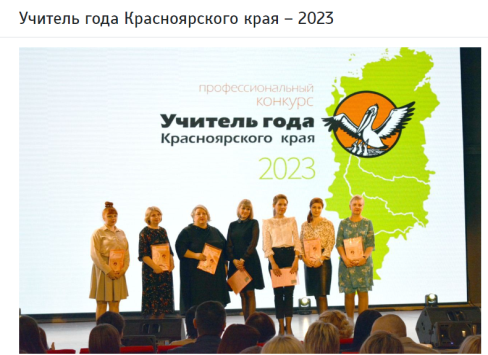 Учитель года Красноярского края – 2023
профессиональный
конкурс
Учитель года
Красноярского края
2023